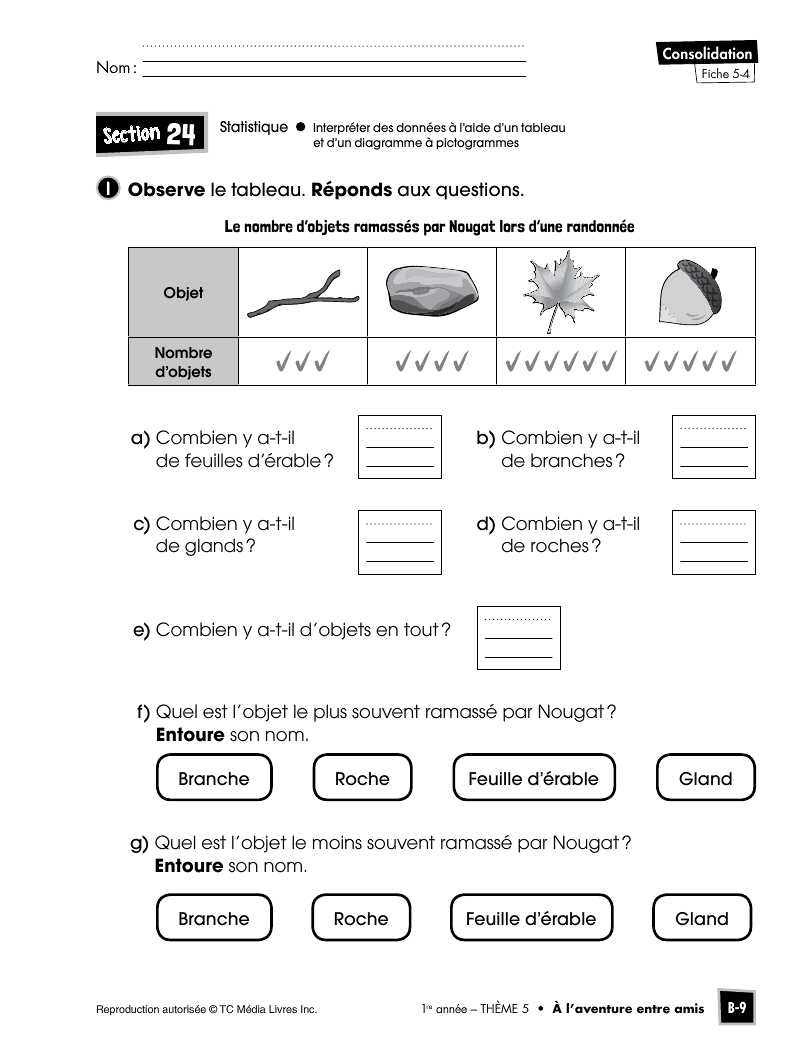 Nom :
Consolidation
Fiche 5-4
Section 24
Statistique ● Interpréter des données à l'aide d'un tableau
et d'un diagramme à pictogrammes
1 Observe le tableau. Réponds aux questions.
Le nombre d'objets ramassés par Nougat lors d'une randonnée
Objet
Nombre
d'objets
a) Combien y a-t-il
de feuilles d'érable ?
b) Combien y a-t-il
de branches ?
c) Combien y a-t-il
de glands ?
d) Combien y a-t-il
de roches ?
e) Combien y a-t-il d'objets en tout ?
f) Quel est l'objet le plus souvent ramassé par Nougat ?
Entoure son nom.
Branche Roche Feuille d'érable Gland
g) Quel est l'objet le moins souvent ramassé par Nougat ?
Entoure son nom.
Branche Roche Feuille d'érable Gland
Reproduction autorisée © TC Média Livres Inc.
1re année – THÈME 5 • À l'aventure entre amis
B-9